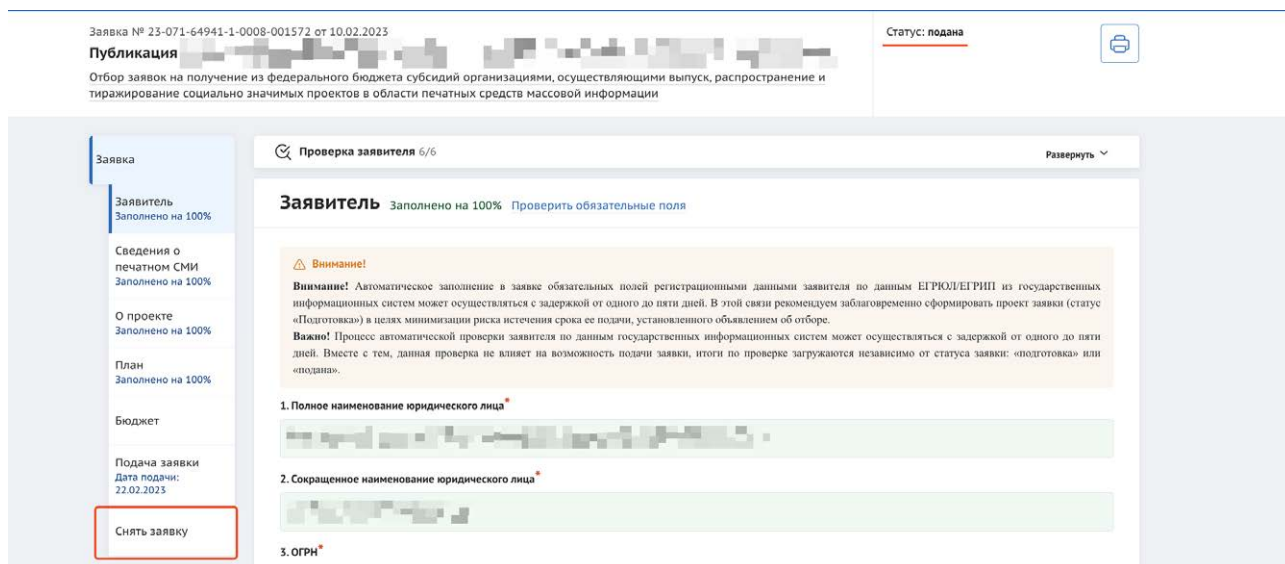 Заявка № 23-071-64941-1-0008-001572 от 10.02.2023
Статус: подана
Публикация
Отбор заявок на получение из федерального бюджета субсидий организациями, осуществляющими выпуск, распространение и
тиражирование социально значимых проектов в области печатных средств массовой информации
Заявка
Проверка заявителя 6/6
Развернуть
Заявитель
Заполнено на 100%
Сведения о
печатном СМИ
Заполнено на 100%
О проекте
Заполнено на 100%
План
Заполнено на 100%
Бюджет
Подача заявки
Дата подачи:
22.02.2023
Снять заявку
Заявитель Заполнено на 100% Проверить обязательные поля
Внимание!
Внимание! Автоматическое заполнение в заявке обязательных полей регистрационными данными заявителя по данным ЕГРЮЛ/ЕГРИП из государственных
информационных систем может осуществляться с задержкой от одного до пяти дней. В этой связи рекомендуем заблаговременно сформировать проект заявки (статус
«Подготовка») в целях минимизации риска истечения срока ее подачи, установленного объявлением об отборе.
Важно! Процесс автоматической проверки заявителя по данным государственных информационных систем может осуществляться с задержкой от одного до пяти
дней. Вместе с тем, данная проверка не влияет на возможность подачи заявки, итоги по проверке загружаются независимо от статуса заявки: «подготовка» или
«подана».
1. Полное наименование юридического лица*
2. Сокращенное наименование юридического лица*
3. ОГРН*